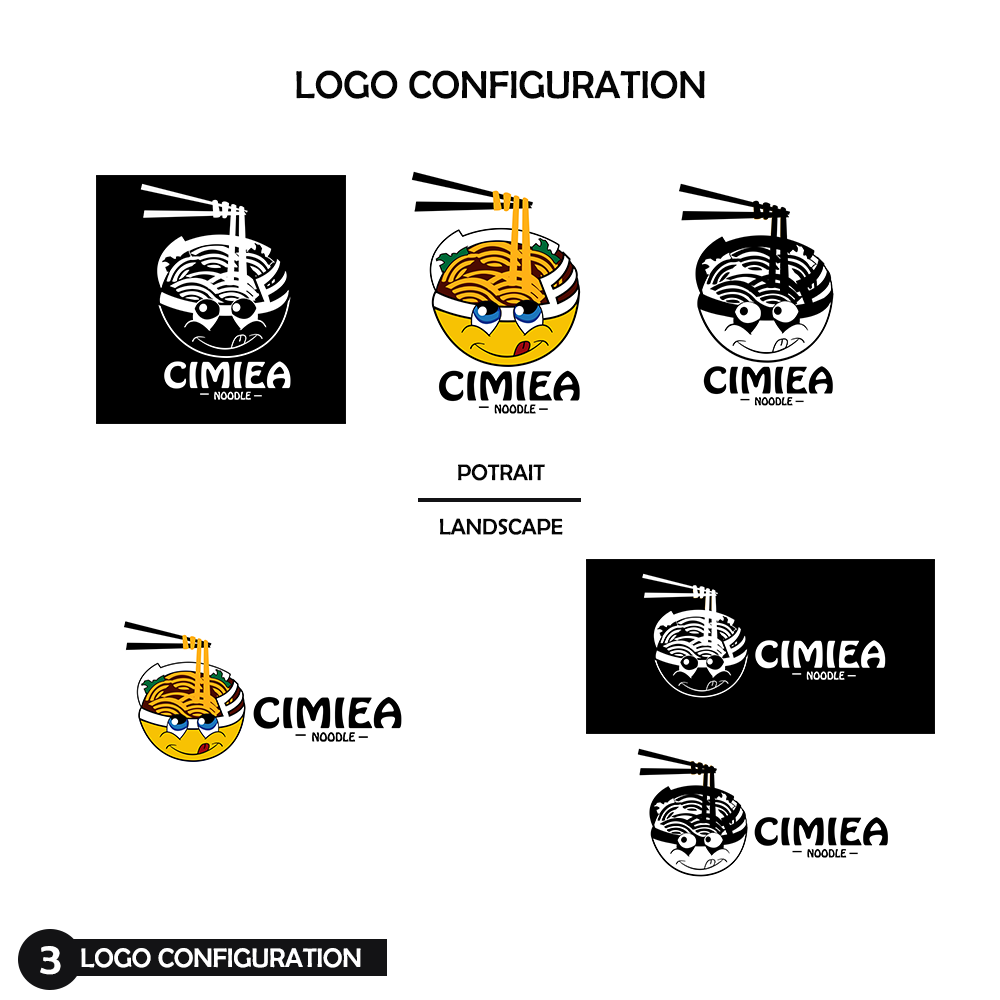 LOGO CONFIGURATION
CIMIEA
— NOODLE —
CIMIEA
— NOODLE —
CIMIEA
— NOODLE —
POTRAIT
LANDSCAPE
CIMIEA
— NOODLE —
CIMIEA
— NOODLE —
CIMIEA
— NOODLE —
3 LOGO CONFIGURATION